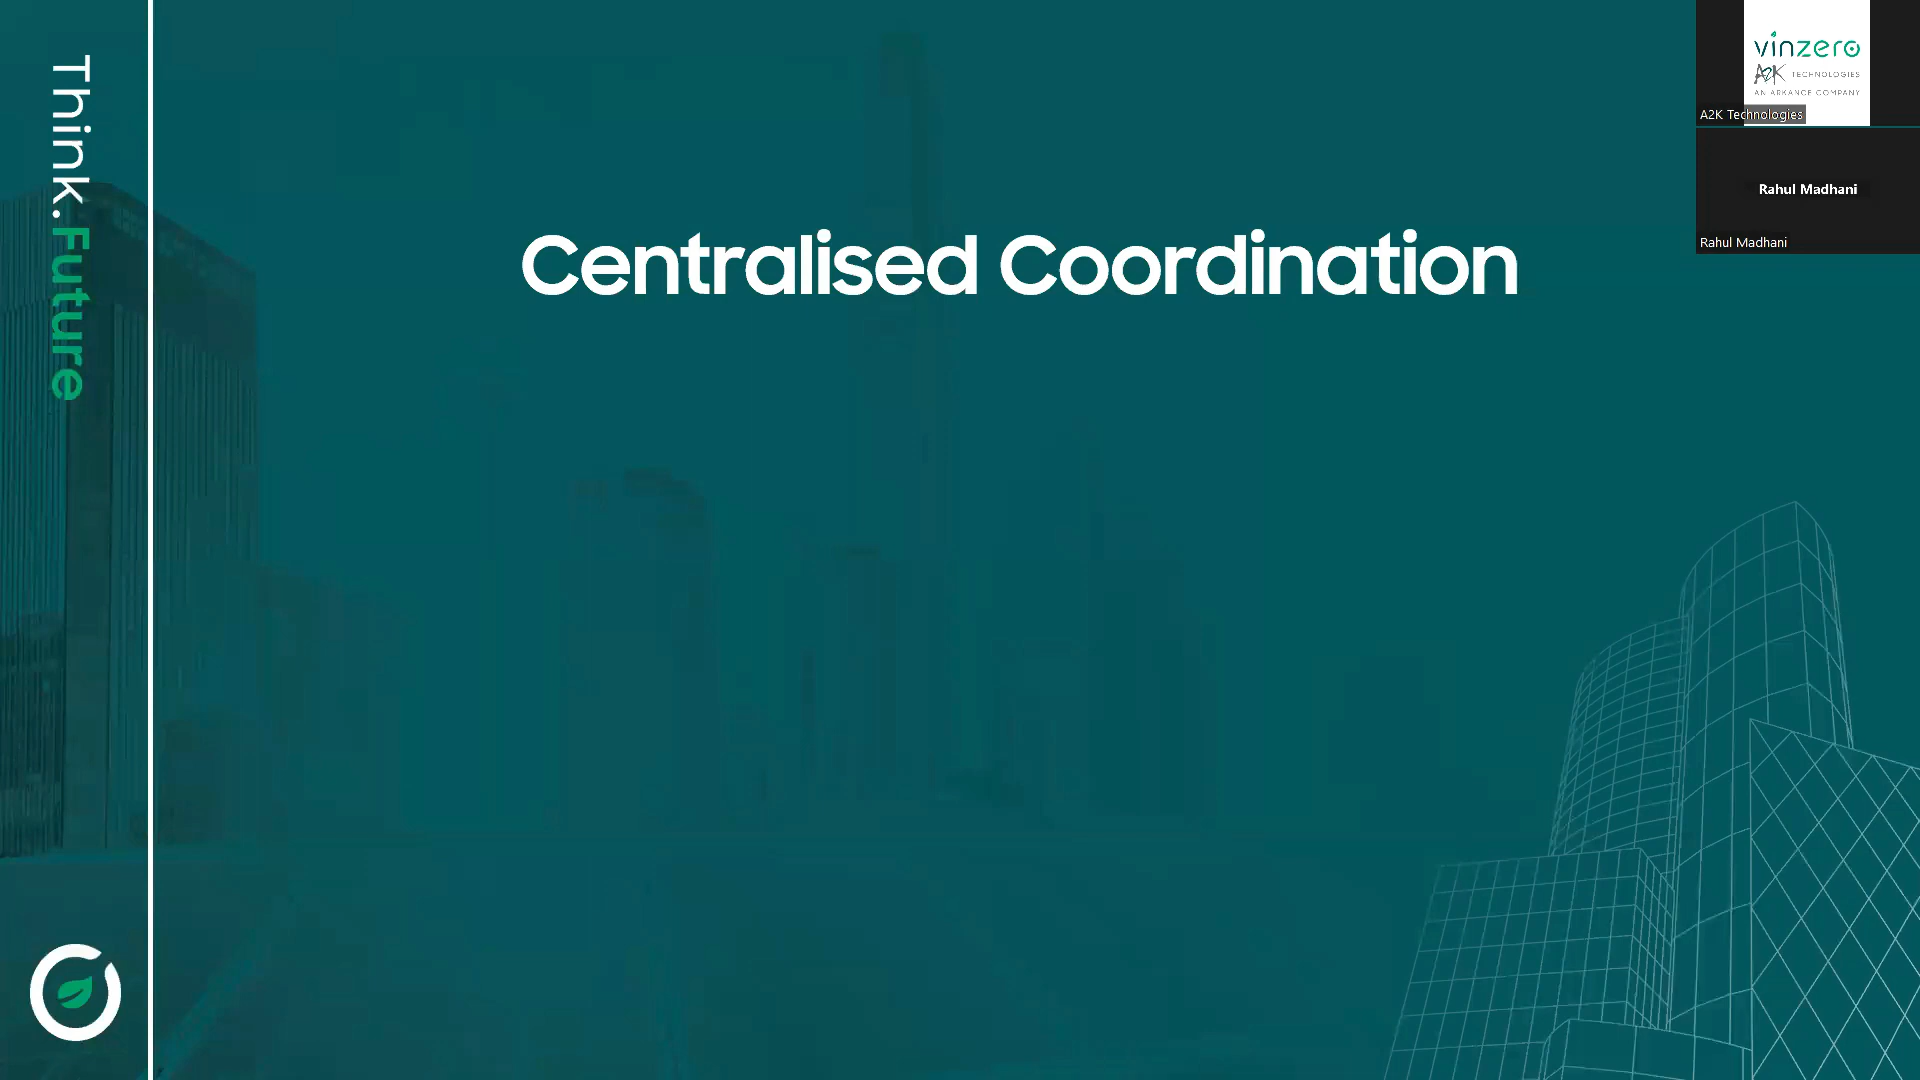 Think.Future
Centralised Coordination
vinzero
A2K TECHNOLOGIES
AN ARKANCE COMPANY
A2K Technologies
Rahul Madhani
Rahul Madhani